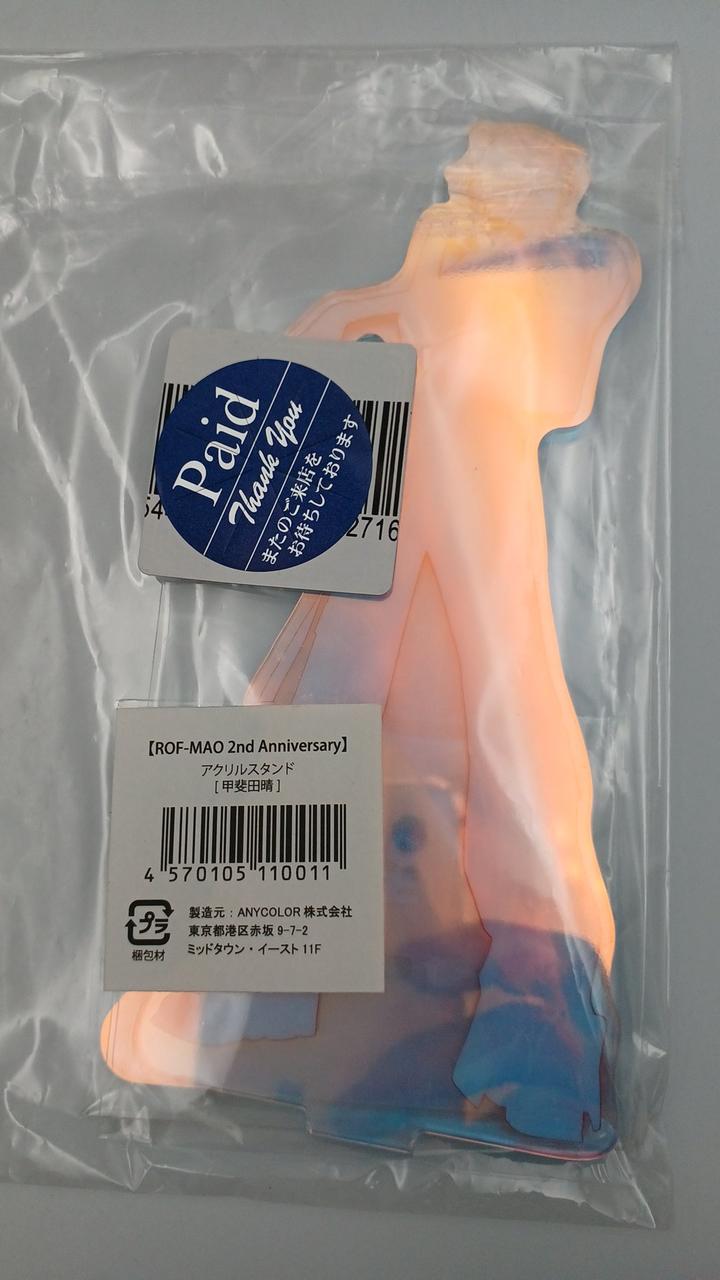 Paid
Thank You
またのご来店を
お待ちしております
54
2716
【ROF-MAO 2nd Anniversary】
アクリルスタンド
[ 甲斐田晴 ]
4 570105 110011
プラ
梱包材
製造元 : ANYCOLOR 株式会社
東京都港区赤坂 9-7-2
ミッドタウン・イースト 11F